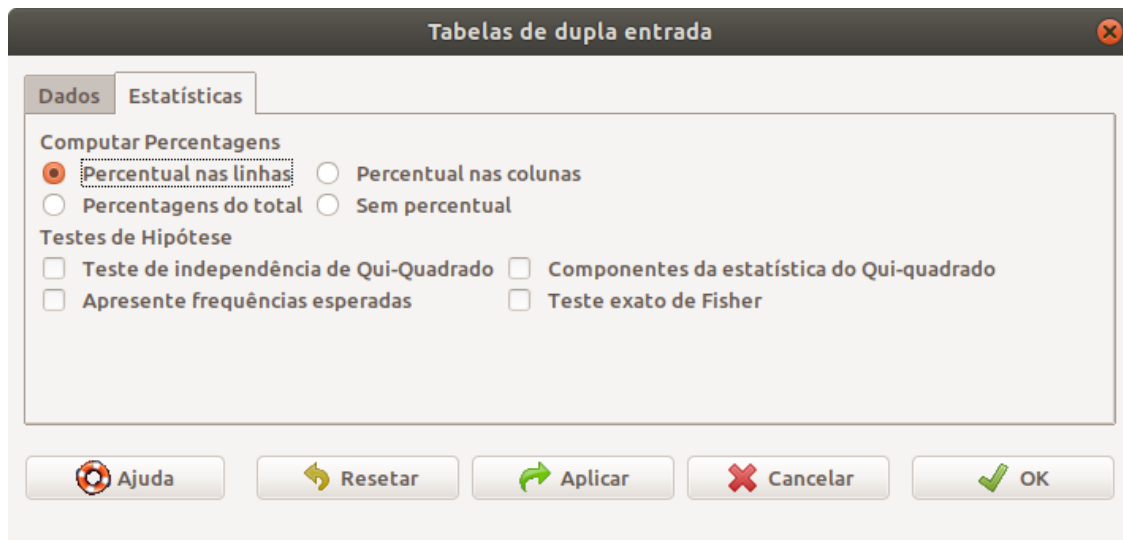 Tabelas de dupla entrada
Dados Estatísticas
Computar Percentagens
Percentual nas linhas Percentual nas colunas
Percentagens do total Sem percentual
Testes de Hipótese
Teste de independência de Qui-Quadrado Componentes da estatística do Qui-quadrado
Apresente frequências esperadas Teste exato de Fisher
Ajuda Resetar Aplicar Cancelar OK